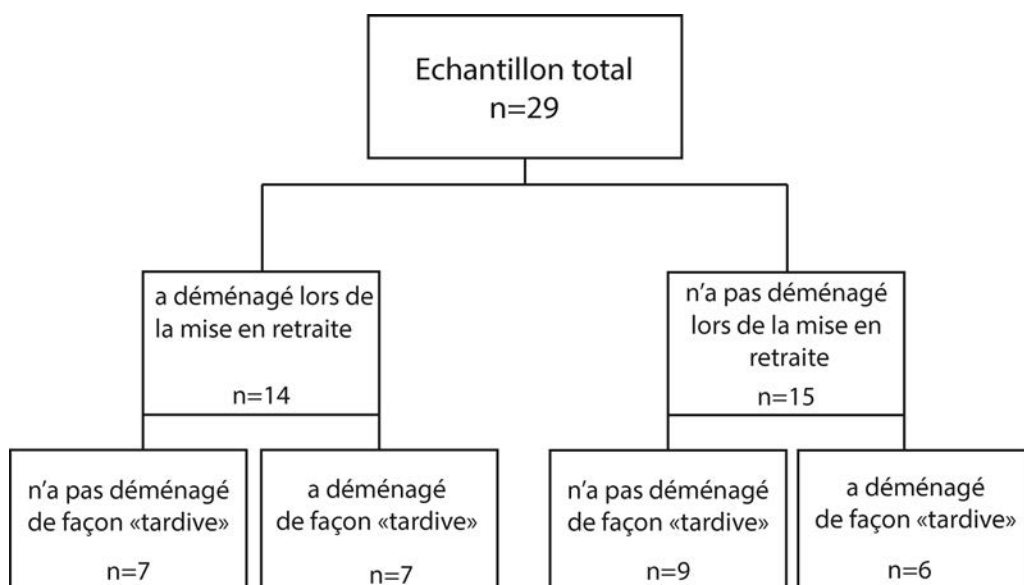 Echantillon total
n=29
a déménagé lors de
la mise en retraite
n=14
n'a pas déménagé
lors de la mise en
retraite
n=15
n'a pas déménagé
de façon «tardive»
n=7
a déménagé
de façon «tardive»
n=7
n'a pas déménagé
de façon «tardive»
n=9
a déménagé
de façon «tardive»
n=6